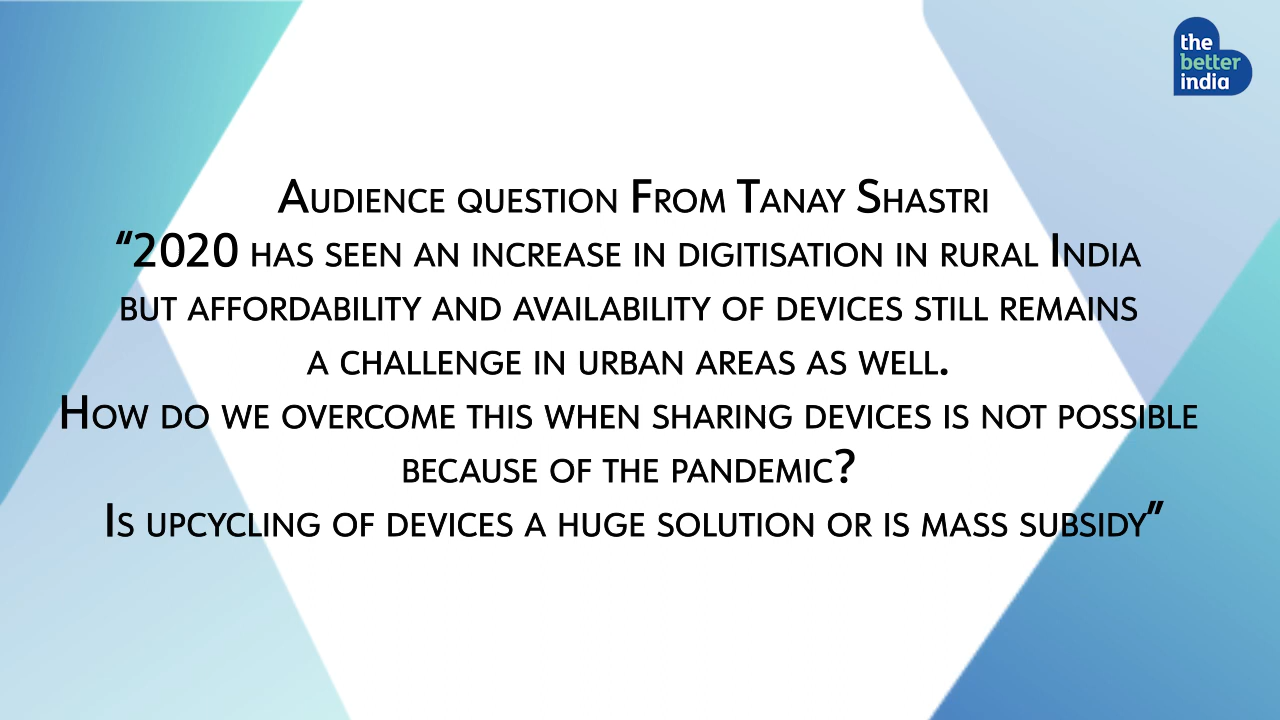 the
better
india
Audience question From Tanay Shastri
"2020 has seen an increase in digitisation in rural India
but affordability and availability of devices still remains
a challenge in urban areas as well.
How do we overcome this when sharing devices is not possible
because of the pandemic?
Is upcycling of devices a huge solution or is mass subsidy"